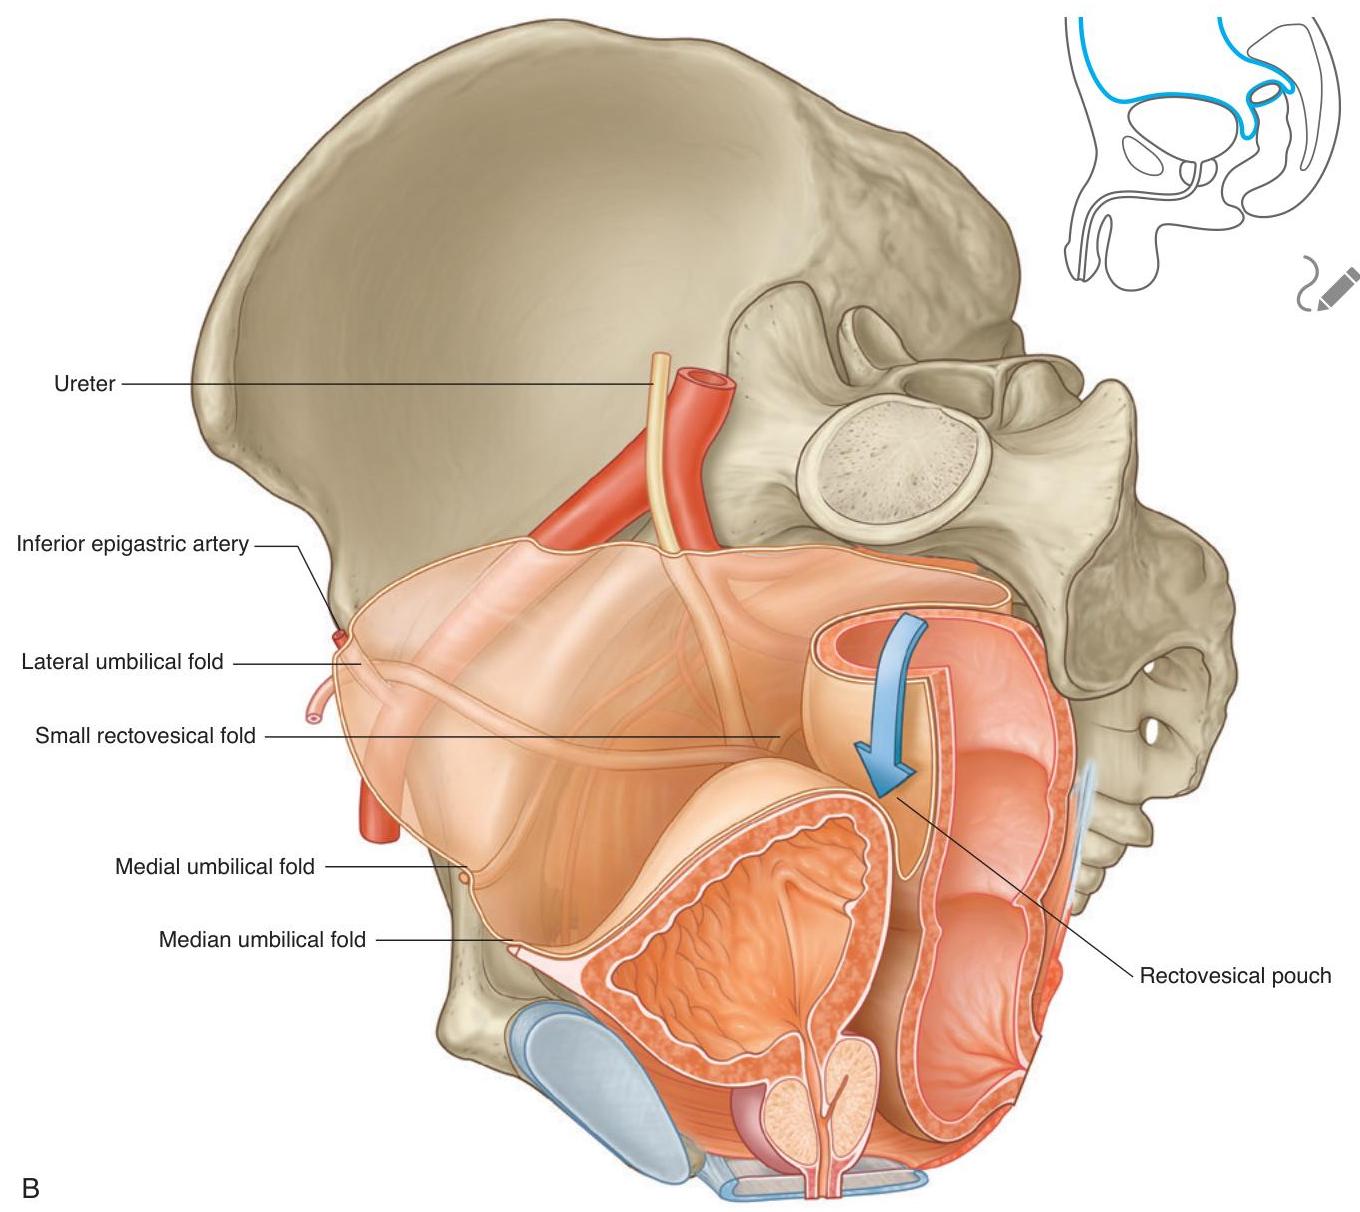 Ureter
Inferior epigastric artery
Lateral umbilical fold
Small rectovesical fold
Medial umbilical fold
Median umbilical fold
Rectovesical pouch
B